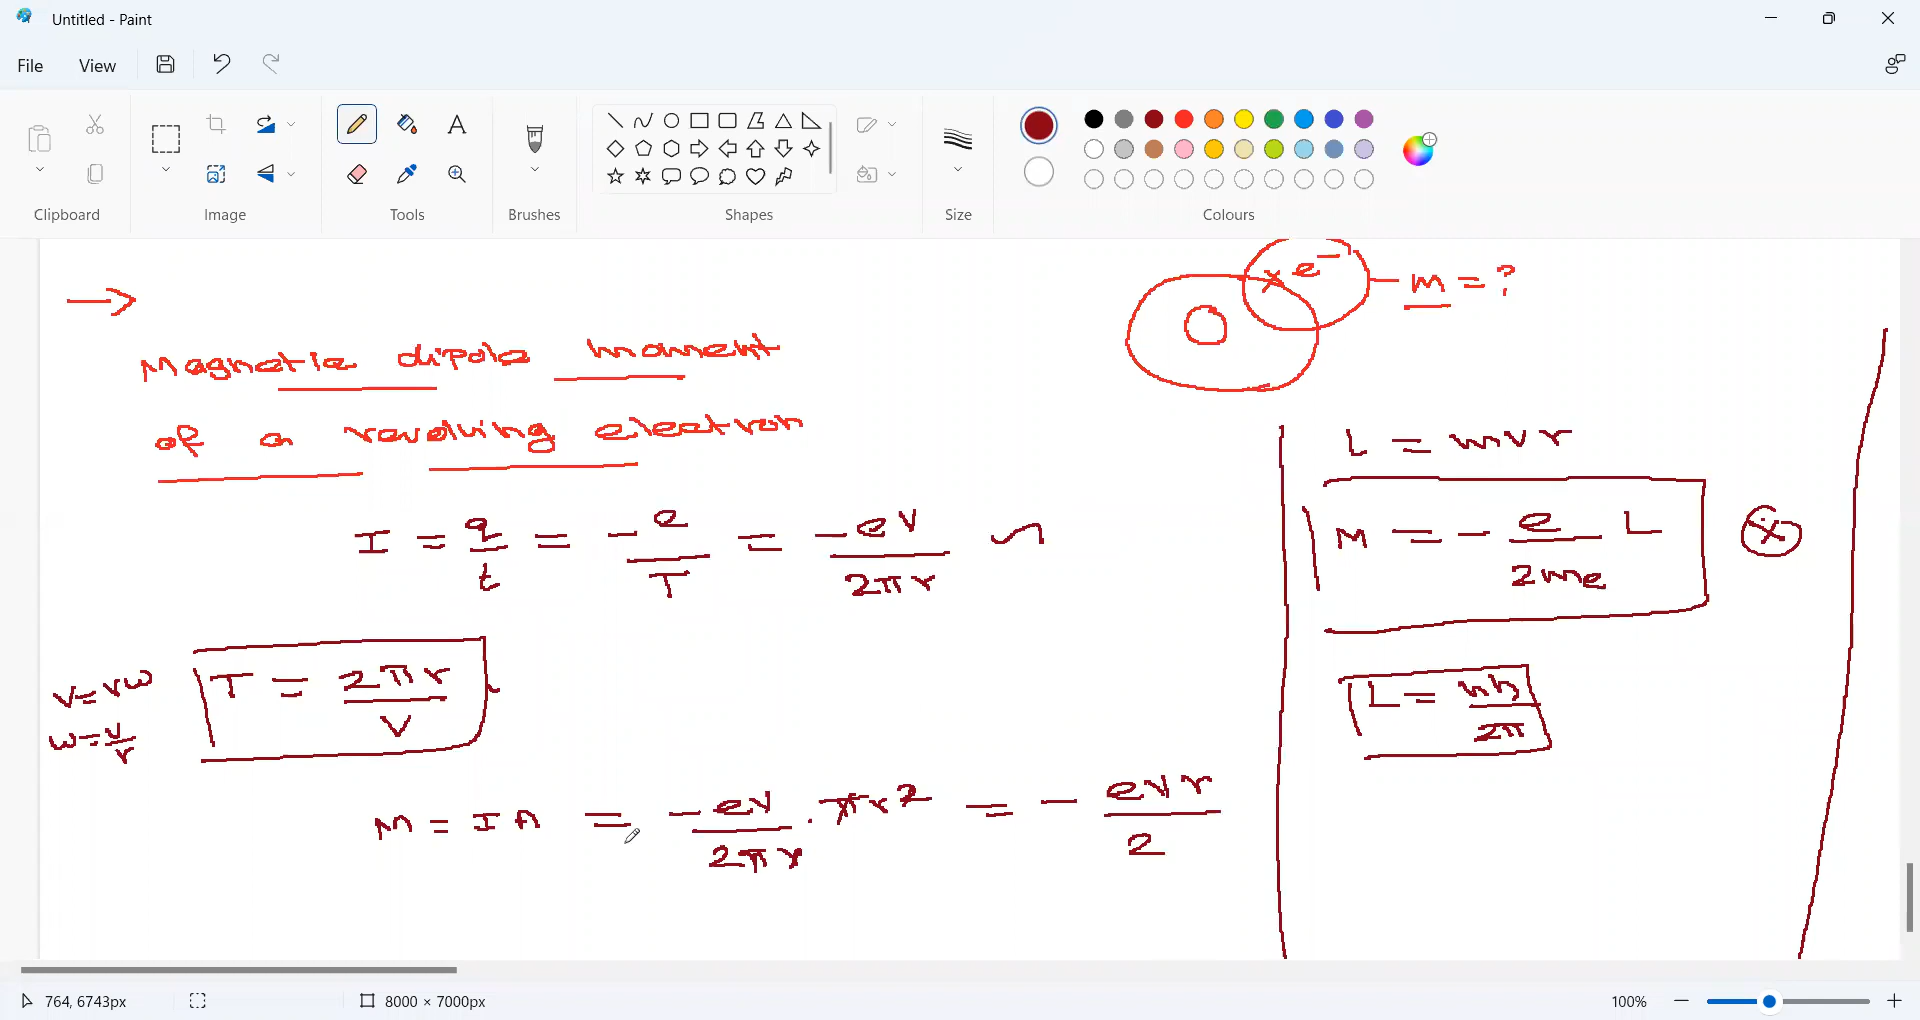 Untitled - Paint
File View
Clipboard
Image
Tools
Brushes
Shapes
Size
Colours
→
e⁻ - m = ?
Magnetic dipole moment
of a revolving electron
I = q/t = -e/T = -ev/2πr
v = rω
ω = v/r
T = 2πr/v
M = IA = -ev/2πr . πr² = -evr/2
L = mvr
M = - e/2me L
L = nh/2π
764, 6743px
8000 × 7000px
100%